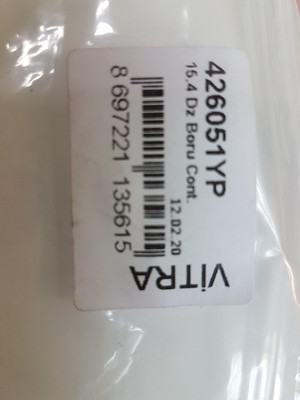 426051YP
15.4 Dz Boru Cont.
12.02.20
8 697221 135615
VİTRA